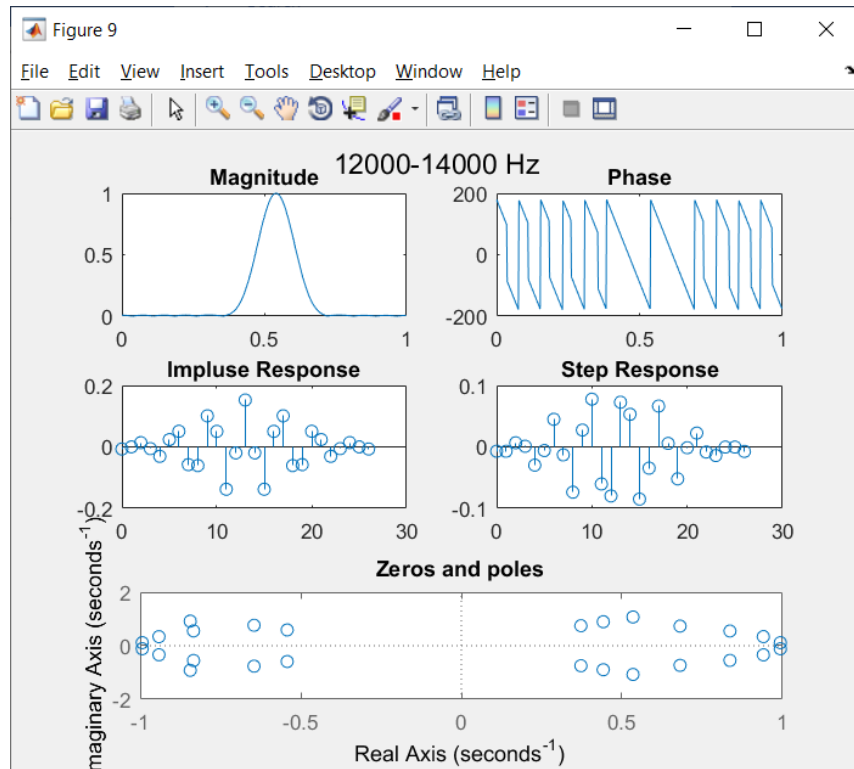 Figure 9
File Edit View Insert Tools Desktop Window Help
12000-14000 Hz
Magnitude
Phase
1
0.5
0
0 0.5 1
200
0
-200
0 0.5 1
Impluse Response
Step Response
0.2
0
-0.2
0 10 20 30
0.1
0
-0.1
0 10 20 30
Zeros and poles
maginary Axis (seconds⁻¹)
2
0
-2
-1 -0.5 0 0.5 1
Real Axis (seconds⁻¹)